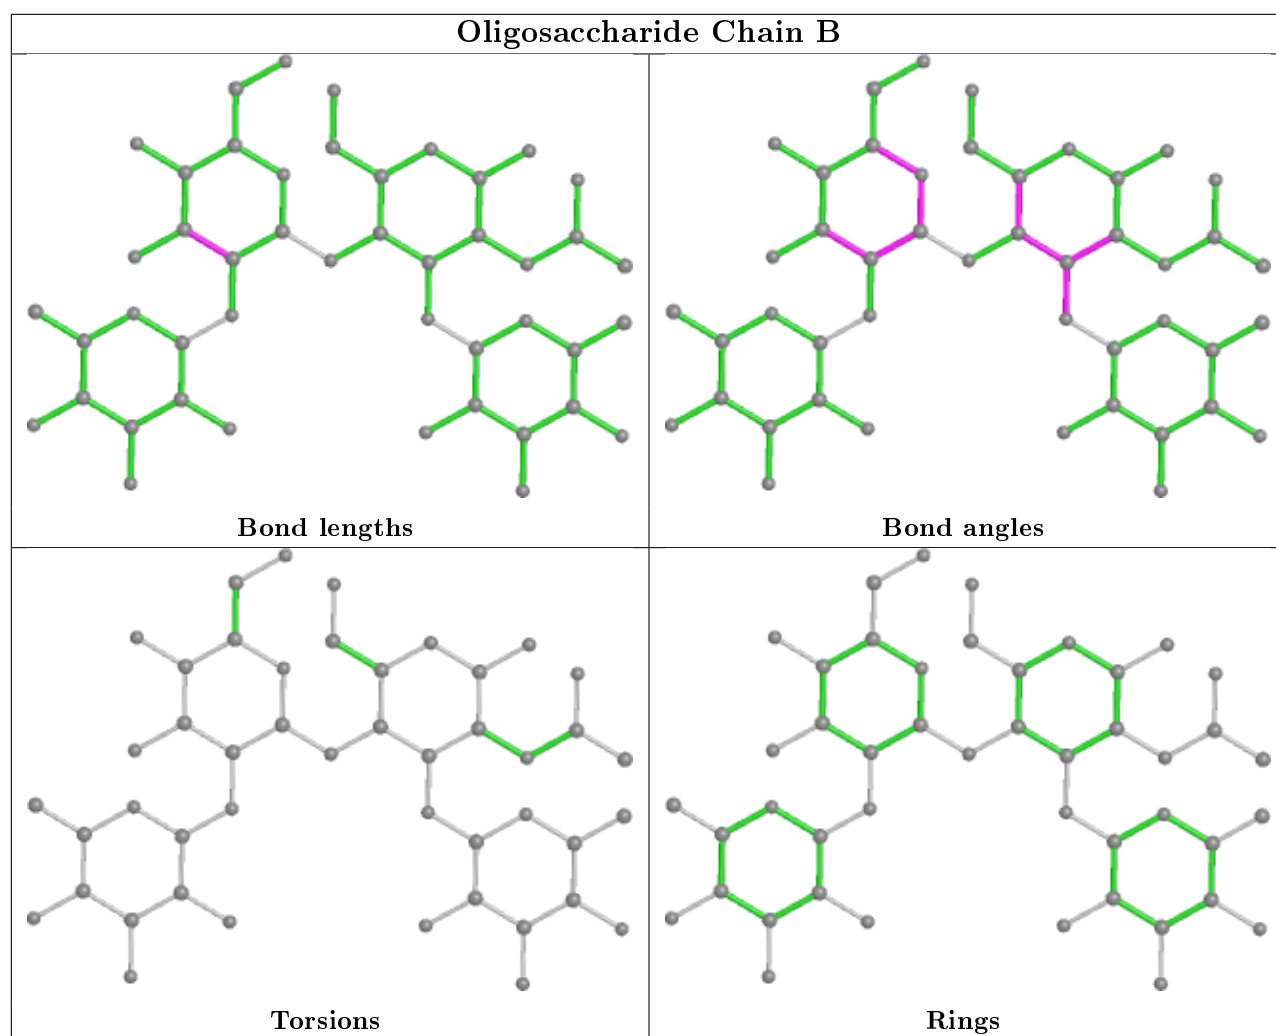 Oligosaccharide Chain B
Bond lengths
Bond angles
Torsions
Rings